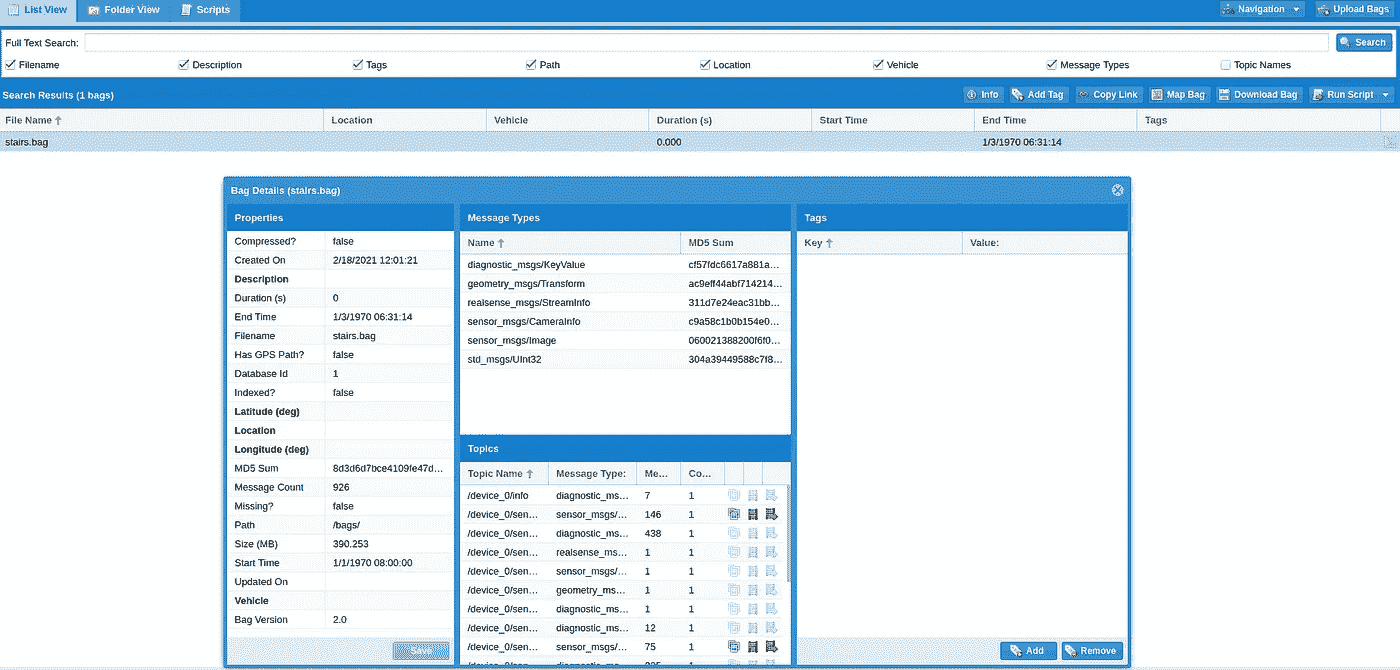 List View Folder View Scripts Navigation Upload Bags
Full Text Search: Search
Filename Description Tags Path Location Vehicle Message Types Topic Names
Search Results (1 bags) Info Add Tag Copy Link Map Bag Download Bag Run Script
File Name Location Vehicle Duration (s) Start Time End Time Tags
stairs.bag 0.000 1/3/1970 06:31:14
Bag Details (stairs.bag)
Properties
Compressed? false
Created On 2/18/2021 12:01:21
Description
Duration (s) 0
End Time 1/3/1970 06:31:14
Filename stairs.bag
Has GPS Path? false
Database Id 1
Indexed? false
Latitude (deg)
Location
Longitude (deg)
MD5 Sum 8d3d6d7bce4109fe47d...
Message Count 926
Missing? false
Path /bags/
Size (MB) 390.253
Start Time 1/1/1970 08:00:00
Updated On
Vehicle
Bag Version 2.0
Message Types
Name MD5 Sum
diagnostic_msgs/KeyValue cf57fdc6617a881a...
geometry_msgs/Transform ac9eff44abf714214...
realsense_msgs/StreamInfo 311d7e24eac31bb...
sensor_msgs/CameraInfo c9a58c1b0b154e0...
sensor_msgs/Image 060021388200f6f0...
std_msgs/UInt32 304a39449588c7f8...
Topics
Topic Name Message Type: Me... Co...
/device_0/info diagnostic_ms... 7 1
/device_0/sen... sensor_msgs/... 146 1
/device_0/sen... diagnostic_ms... 438 1
/device_0/sen... realsense_ms... 1 1
/device_0/sen... sensor_msgs/... 1 1
/device_0/sen... geometry_ms... 1 1
/device_0/sen... diagnostic_ms... 1 1
/device_0/sen... diagnostic_ms... 12 1
/device_0/sen... sensor_msgs/... 75 1
Tags
Key Value:
Add Remove